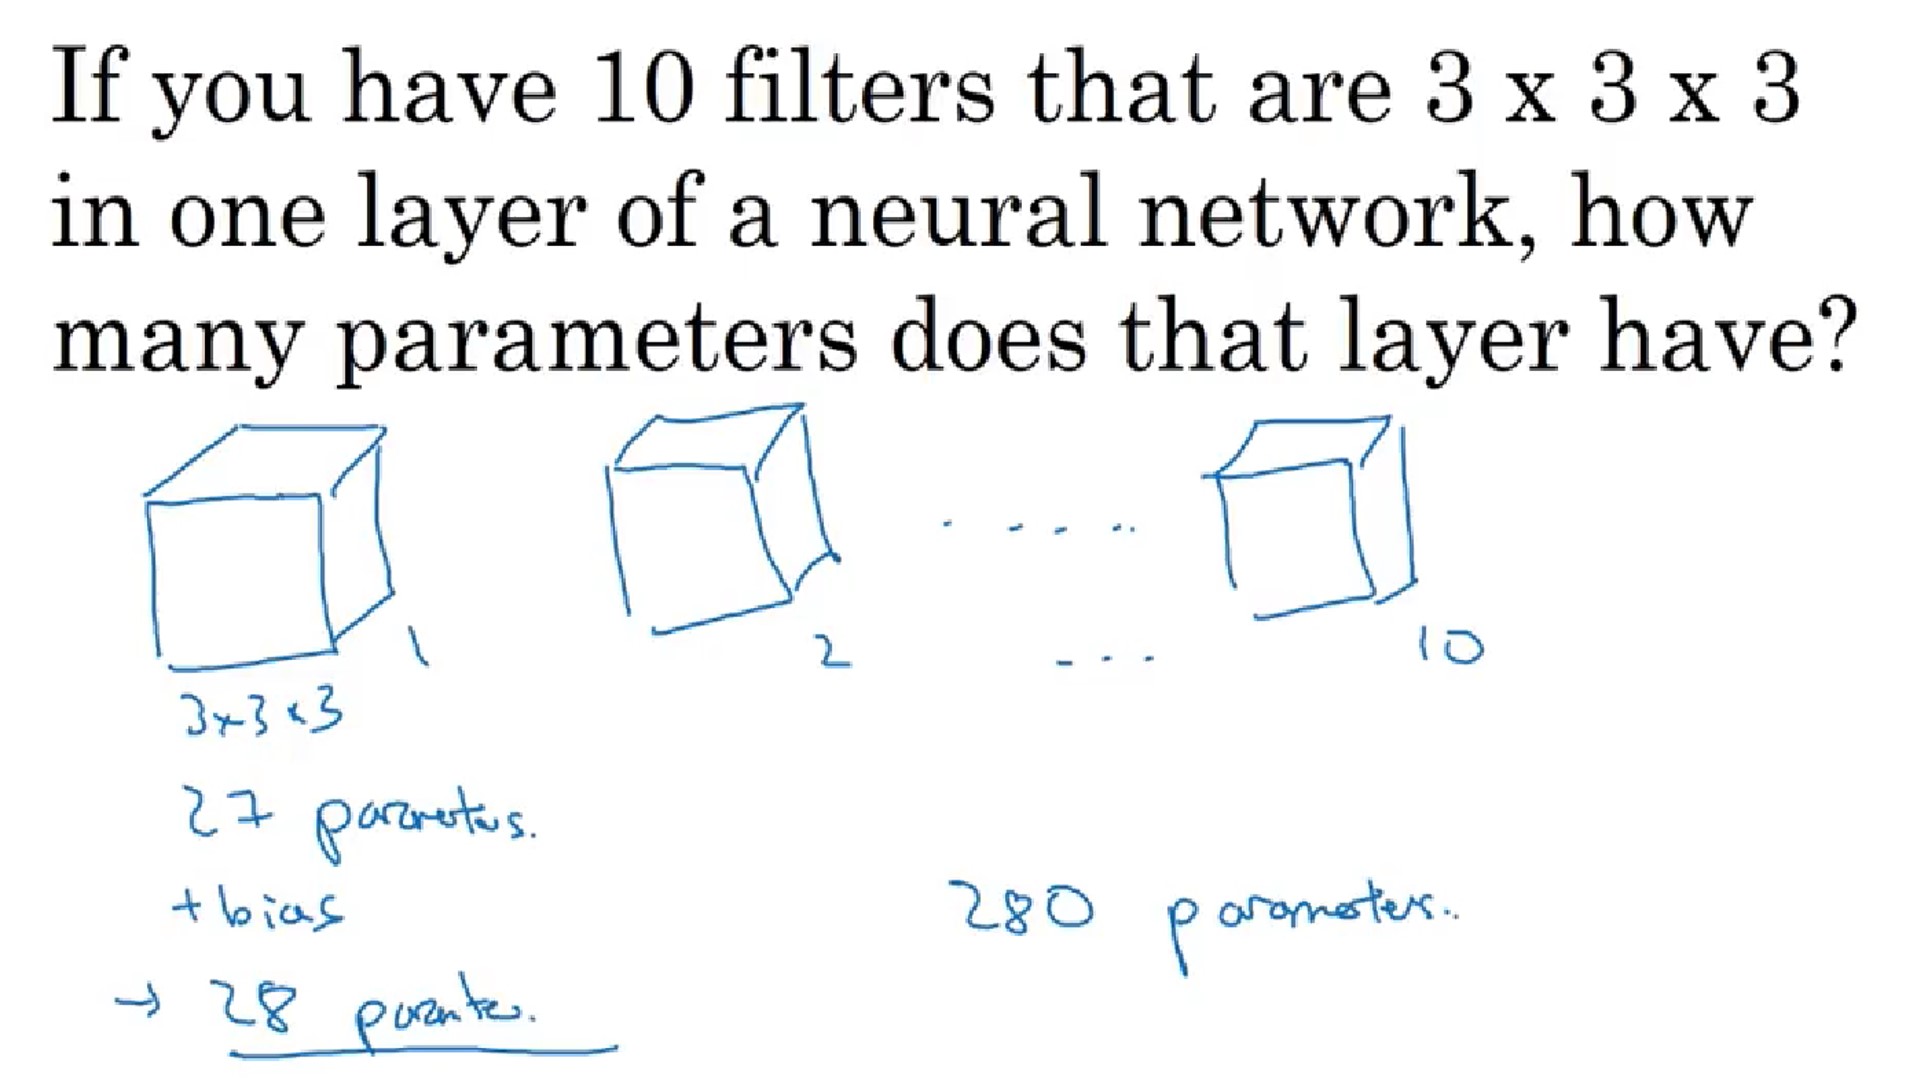 If you have 10 filters that are 3 x 3 x 3
in one layer of a neural network, how
many parameters does that layer have?
1
2
10
3x3x3
27 parameters.
+ bias
280 parameters..
→ 28